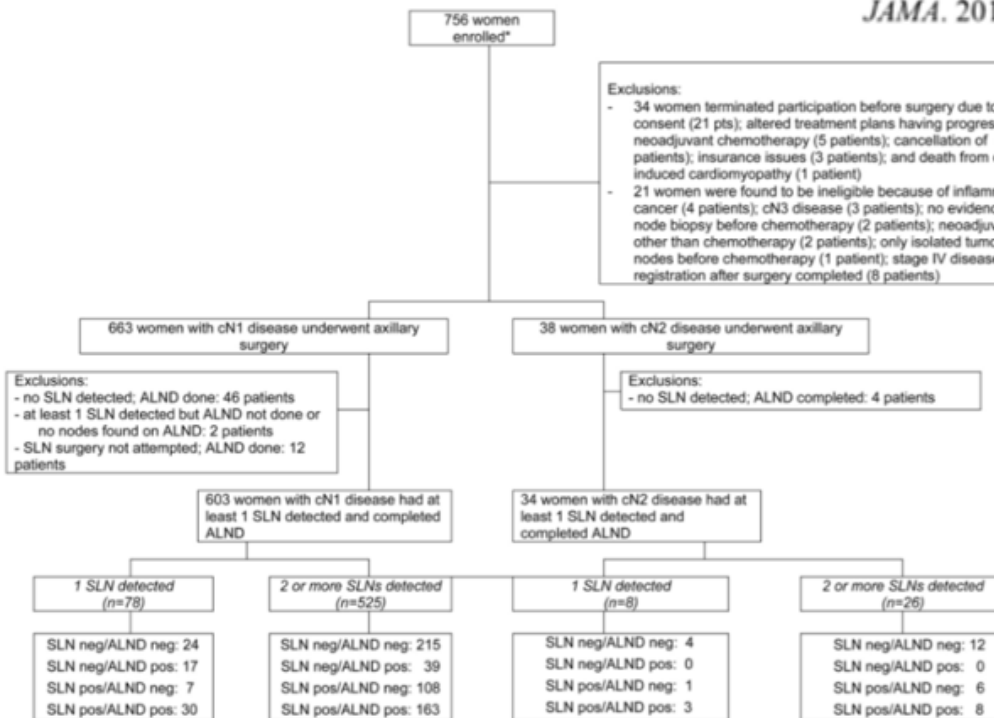 JAMA. 201
756 women
enrolled*
Exclusions:
- 34 women terminated participation before surgery due to
consent (21 pts); altered treatment plans having progres
neoadjuvant chemotherapy (5 patients); cancellation of
patients); insurance issues (3 patients); and death from
induced cardiomyopathy (1 patient)
- 21 women were found to be ineligible because of inflamm
cancer (4 patients); cN3 disease (3 patients); no evidenc
node biopsy before chemotherapy (2 patients); neoadjuv
other than chemotherapy (2 patients); only isolated tumo
nodes before chemotherapy (1 patient); stage IV disease
registration after surgery completed (8 patients)
663 women with cN1 disease underwent axillary
surgery
38 women with cN2 disease underwent axillary
surgery
Exclusions:
- no SLN detected; ALND done: 46 patients
- at least 1 SLN detected but ALND not done or
no nodes found on ALND: 2 patients
- SLN surgery not attempted; ALND done: 12
patients
Exclusions:
- no SLN detected; ALND completed: 4 patients
603 women with cN1 disease had at
least 1 SLN detected and completed
ALND
34 women with cN2 disease had at
least 1 SLN detected and
completed ALND
1 SLN detected
(n=78)
2 or more SLNs detected
(n=525)
1 SLN detected
(n=8)
2 or more SLNs detected
(n=26)
SLN neg/ALND neg: 24
SLN neg/ALND pos: 17
SLN pos/ALND neg: 7
SLN pos/ALND pos: 30
SLN neg/ALND neg: 215
SLN neg/ALND pos: 39
SLN pos/ALND neg: 108
SLN pos/ALND pos: 163
SLN neg/ALND neg: 4
SLN neg/ALND pos: 0
SLN pos/ALND neg: 1
SLN pos/ALND pos: 3
SLN neg/ALND neg: 12
SLN neg/ALND pos: 0
SLN pos/ALND neg: 6
SLN pos/ALND pos: 8